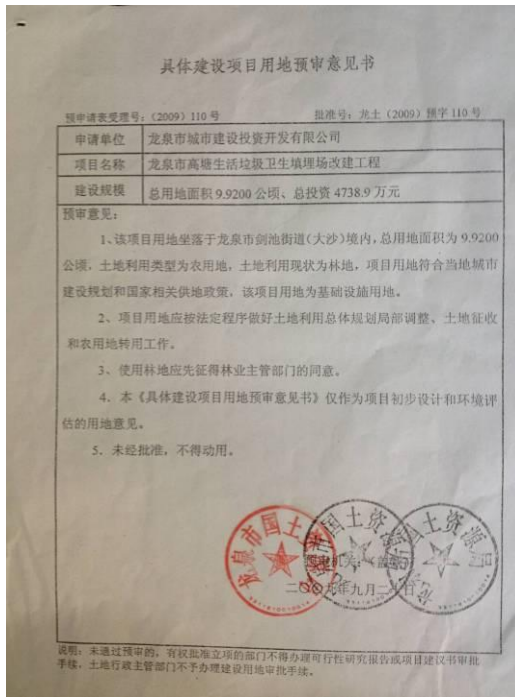 具体建设项目用地预审意见书
预申请表受理号：（2009）110 号 批准号：龙土（2009）预字 110 号
申请单位 龙泉市城市建设投资开发有限公司
项目名称 龙泉市高塘生活垃圾卫生填埋场改建工程
建设规模 总用地面积 9.9200 公顷、总投资 4738.9 万元
预审意见：
1、该项目用地坐落于龙泉市剑池街道（大沙）境内，总用地面积为 9.9200
公顷，土地利用类型为农用地，土地利用现状为林地，项目用地符合当地城市
建设规划和国家相关供地政策，该项目用地为基础设施用地。
2、项目用地应按法定程序做好土地利用总体规划局部调整、土地征收
和农用地转用工作。
3、使用林地应先征得林业主管部门的同意。
4、本《具体建设项目用地预审意见书》仅作为项目初步设计和环境评
估的用地意见。
5、未经批准，不得动用。
龙泉市国土资
国土资源
土资源局
机关：（盖
年九月二 日
说明：未通过预审的，有权批准立项的部门不得办理可行性研究报告或项目建议书审批
手续，土地行政主管部门不予办理建设用地审批手续。